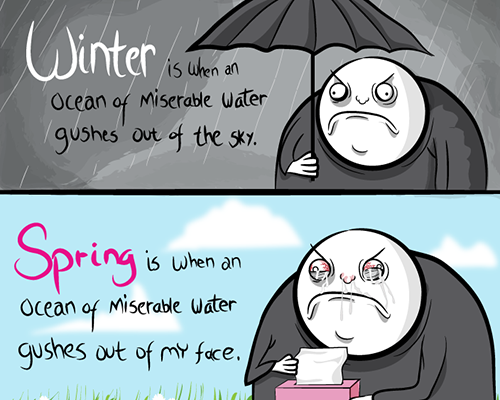 Winter is when an
Ocean of Miserable Water
gushes out of the sky.
Spring is when an
Ocean of Miserable Water
gushes out of my face.